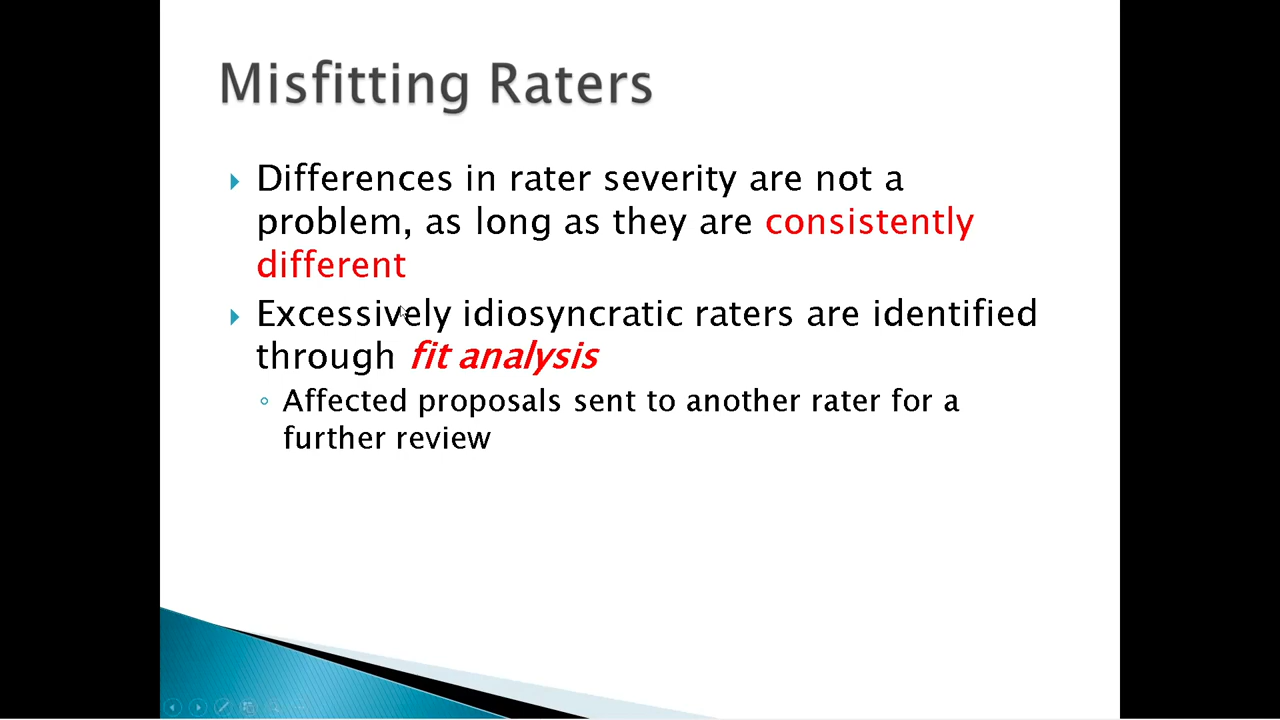 Misfitting Raters
Differences in rater severity are not a
problem, as long as they are consistently
different
Excessively idiosyncratic raters are identified
through fit analysis
Affected proposals sent to another rater for a
further review